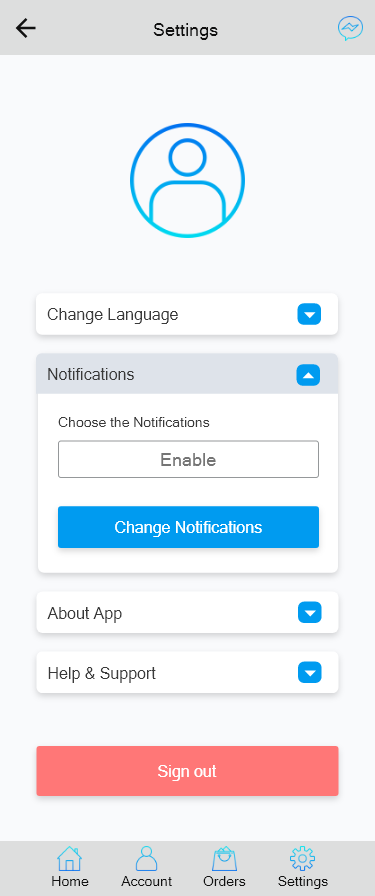 Settings
Change Language
Notifications
Choose the Notifications
Enable
Change Notifications
About App
Help & Support
Sign out
Home Account Orders Settings